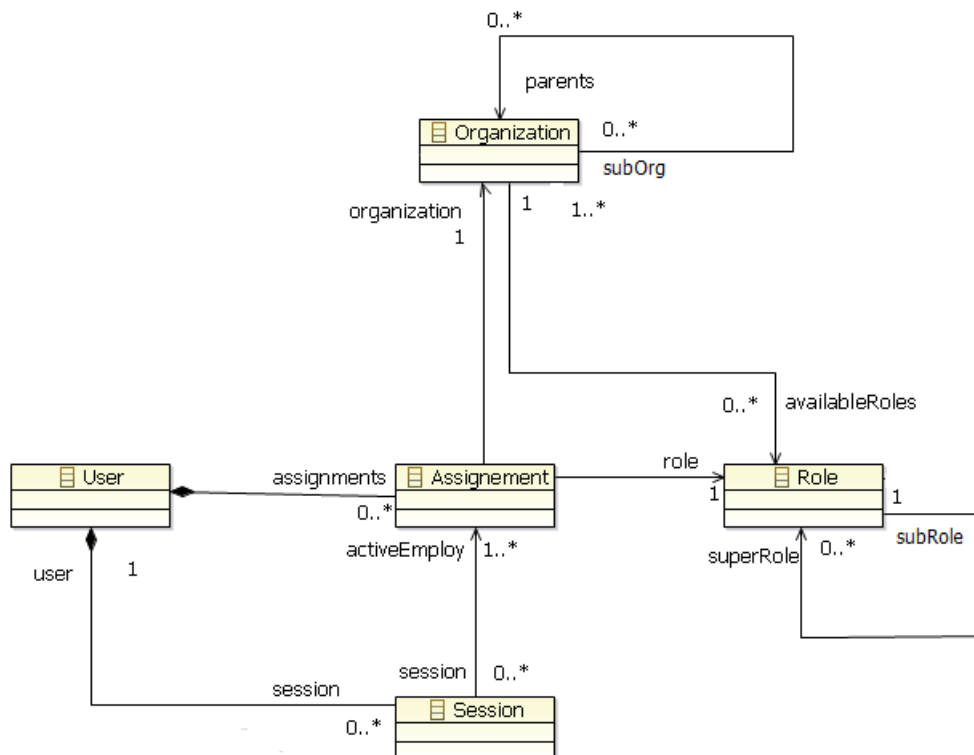 0..*
parents
Organization
0..*
subOrg
organization
1
1
1..*
0..*
availableRoles
User
assignments
0..*
Assignement
role
1
Role
1
subRole
superRole
0..*
activeEmploy
1..*
user
1
session
0..*
session
0..*
Session